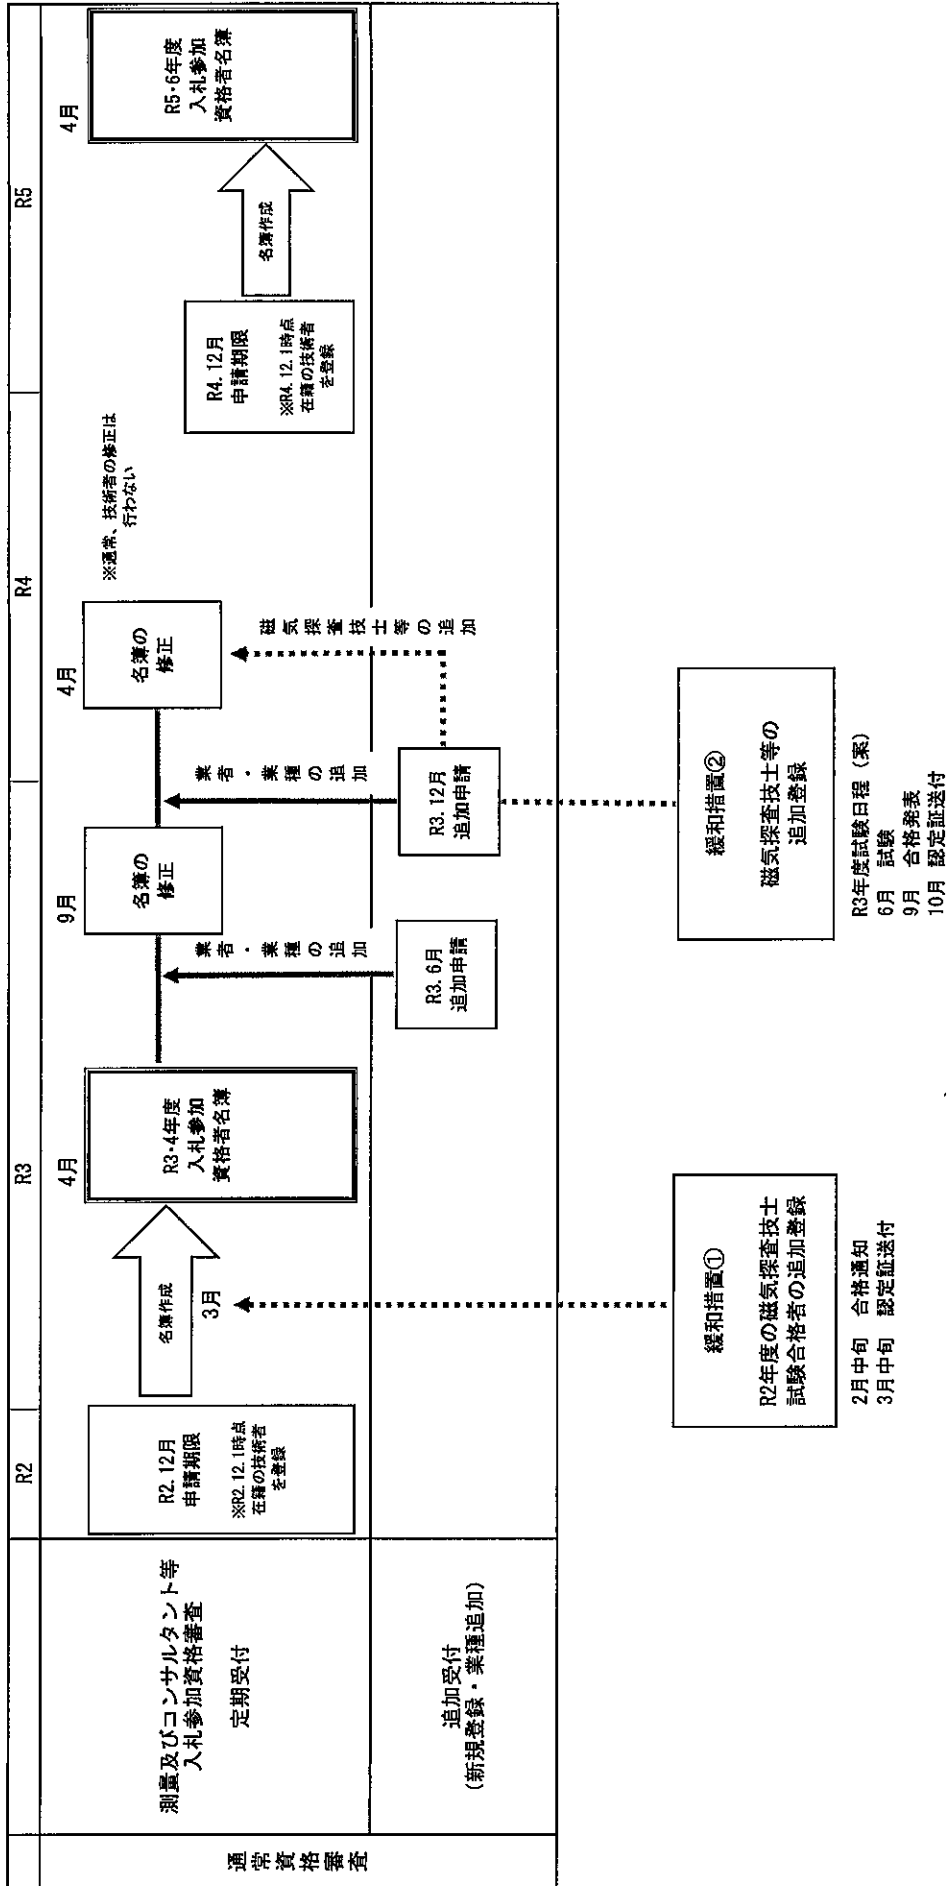 R2
R3
R4
R5
通常資格審査
測量及びコンサルタント等
入札参加資格審査
定期受付
R2.12月
申請期限
※R2.12.1時点
在籍の技術者
を登録
名簿作成
3月
4月
R3・4年度
入札参加
資格者名簿
業者・業種の追加
9月
名簿の
修正
業者・業種の追加
4月
名簿の
修正
磁気探査技士等の追加
※通常、技術者の修正は
行わない
R4.12月
申請期限
※R4.12.1時点
在籍の技術者
を登録
名簿作成
4月
R5・6年度
入札参加
資格者名簿
追加受付
(新規登録・業種追加)
R3.6月
追加申請
R3.12月
追加申請
緩和措置①
R2年度の磁気探査技士
試験合格者の追加登録
2月中旬 合格通知
3月中旬 認定証送付
緩和措置②
磁気探査技士等の
追加登録
R3年度試験日程(案)
6月 試験
9月 合格発表
10月 認定証送付